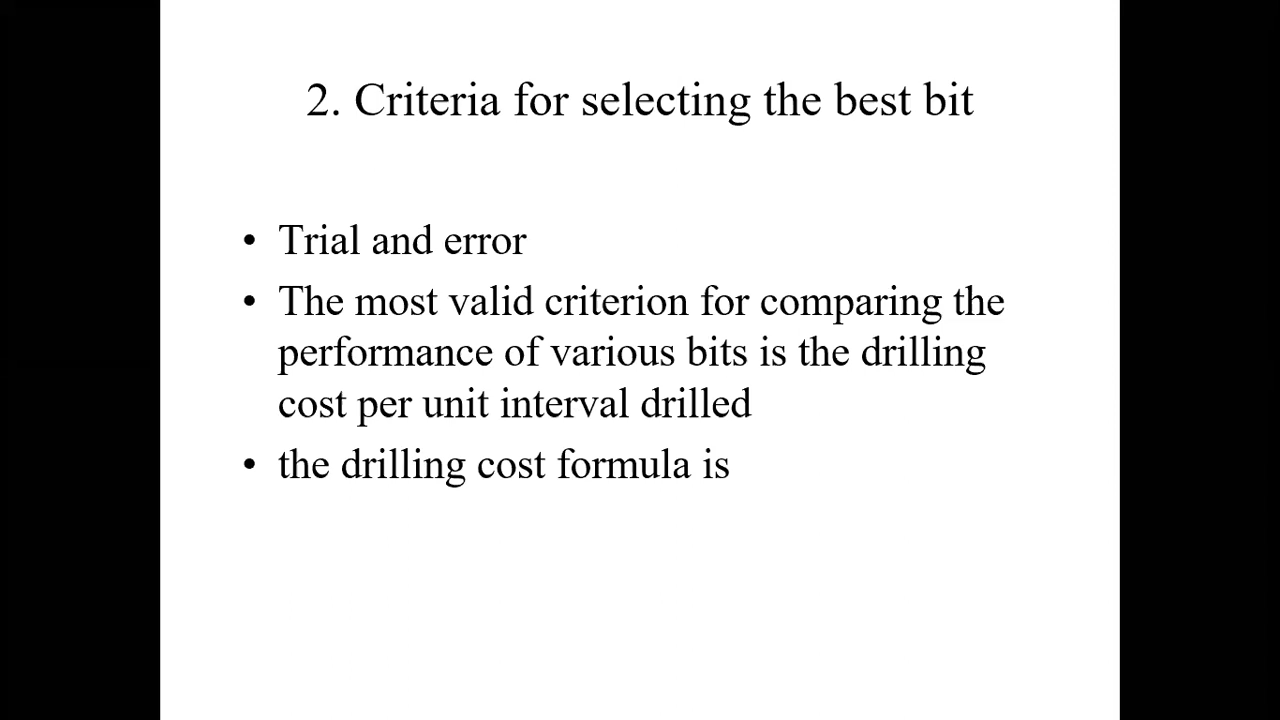 2. Criteria for selecting the best bit
• Trial and error
• The most valid criterion for comparing the
performance of various bits is the drilling
cost per unit interval drilled
• the drilling cost formula is